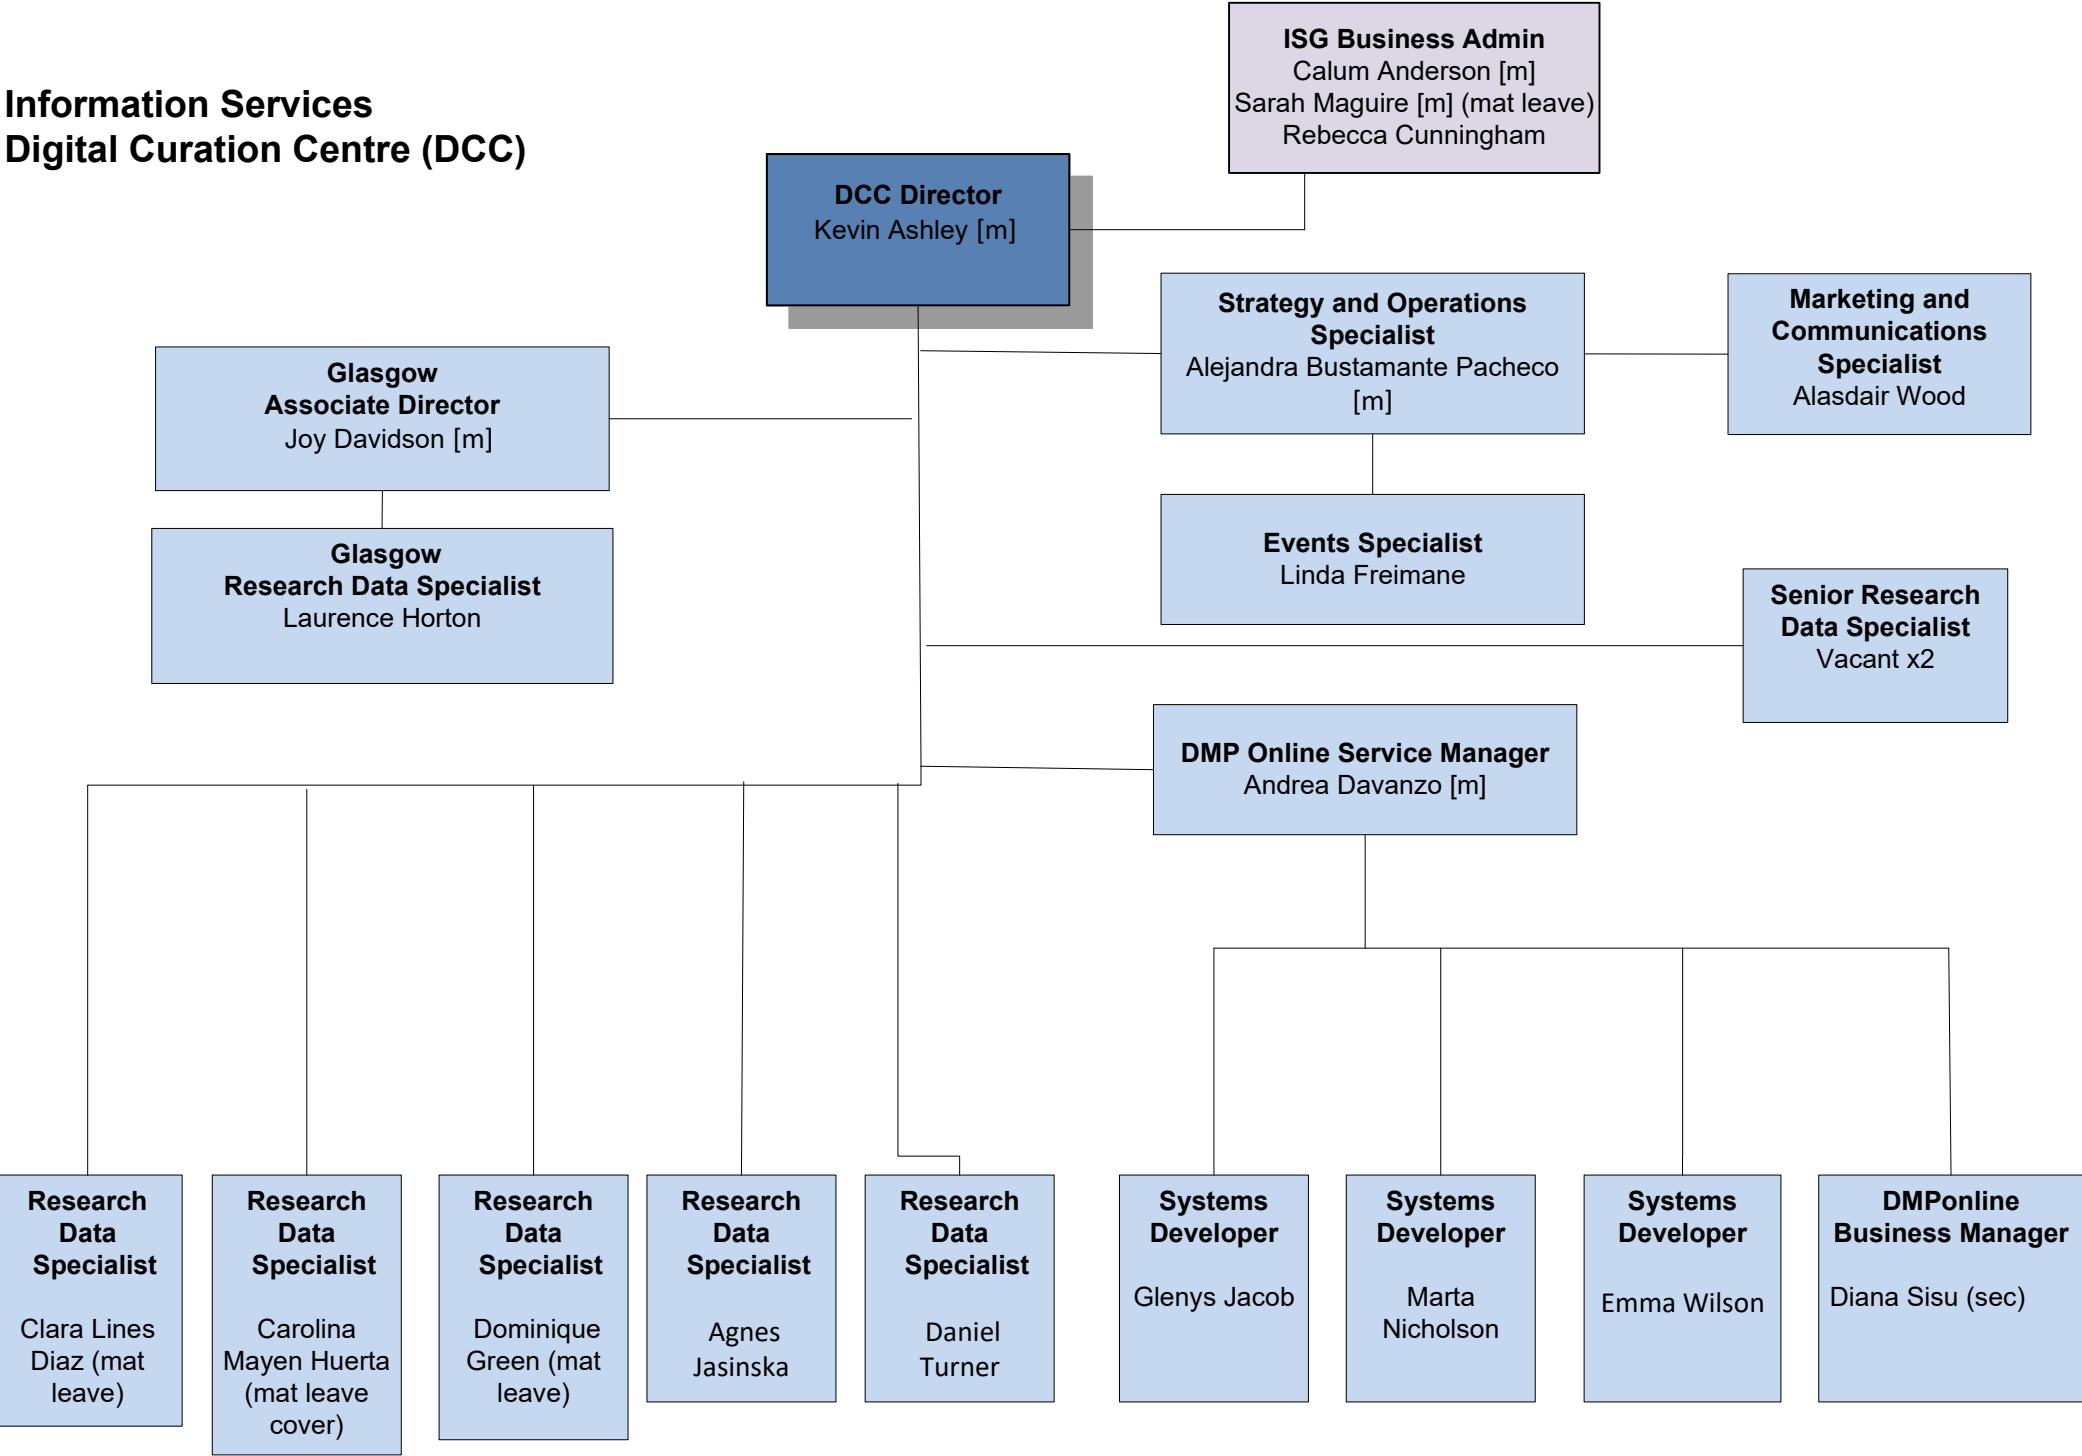 Information Services
Digital Curation Centre (DCC)
ISG Business Admin
Calum Anderson [m]
Sarah Maguire [m] (mat leave)
Rebecca Cunningham
DCC Director
Kevin Ashley [m]
Strategy and Operations
Specialist
Alejandra Bustamante Pacheco
[m]
Marketing and
Communications
Specialist
Alasdair Wood
Glasgow
Associate Director
Joy Davidson [m]
Glasgow
Research Data Specialist
Laurence Horton
Events Specialist
Linda Freimane
Senior Research
Data Specialist
Vacant x2
DMP Online Service Manager
Andrea Davanzo [m]
Research
Data
Specialist
Clara Lines
Diaz (mat
leave)
Research
Data
Specialist
Carolina
Mayen Huerta
(mat leave
cover)
Research
Data
Specialist
Dominique
Green (mat
leave)
Research
Data
Specialist
Agnes
Jasinska
Research
Data
Specialist
Daniel
Turner
Systems
Developer
Glenys Jacob
Systems
Developer
Marta
Nicholson
Systems
Developer
Emma Wilson
DMPonline
Business Manager
Diana Sisu (sec)